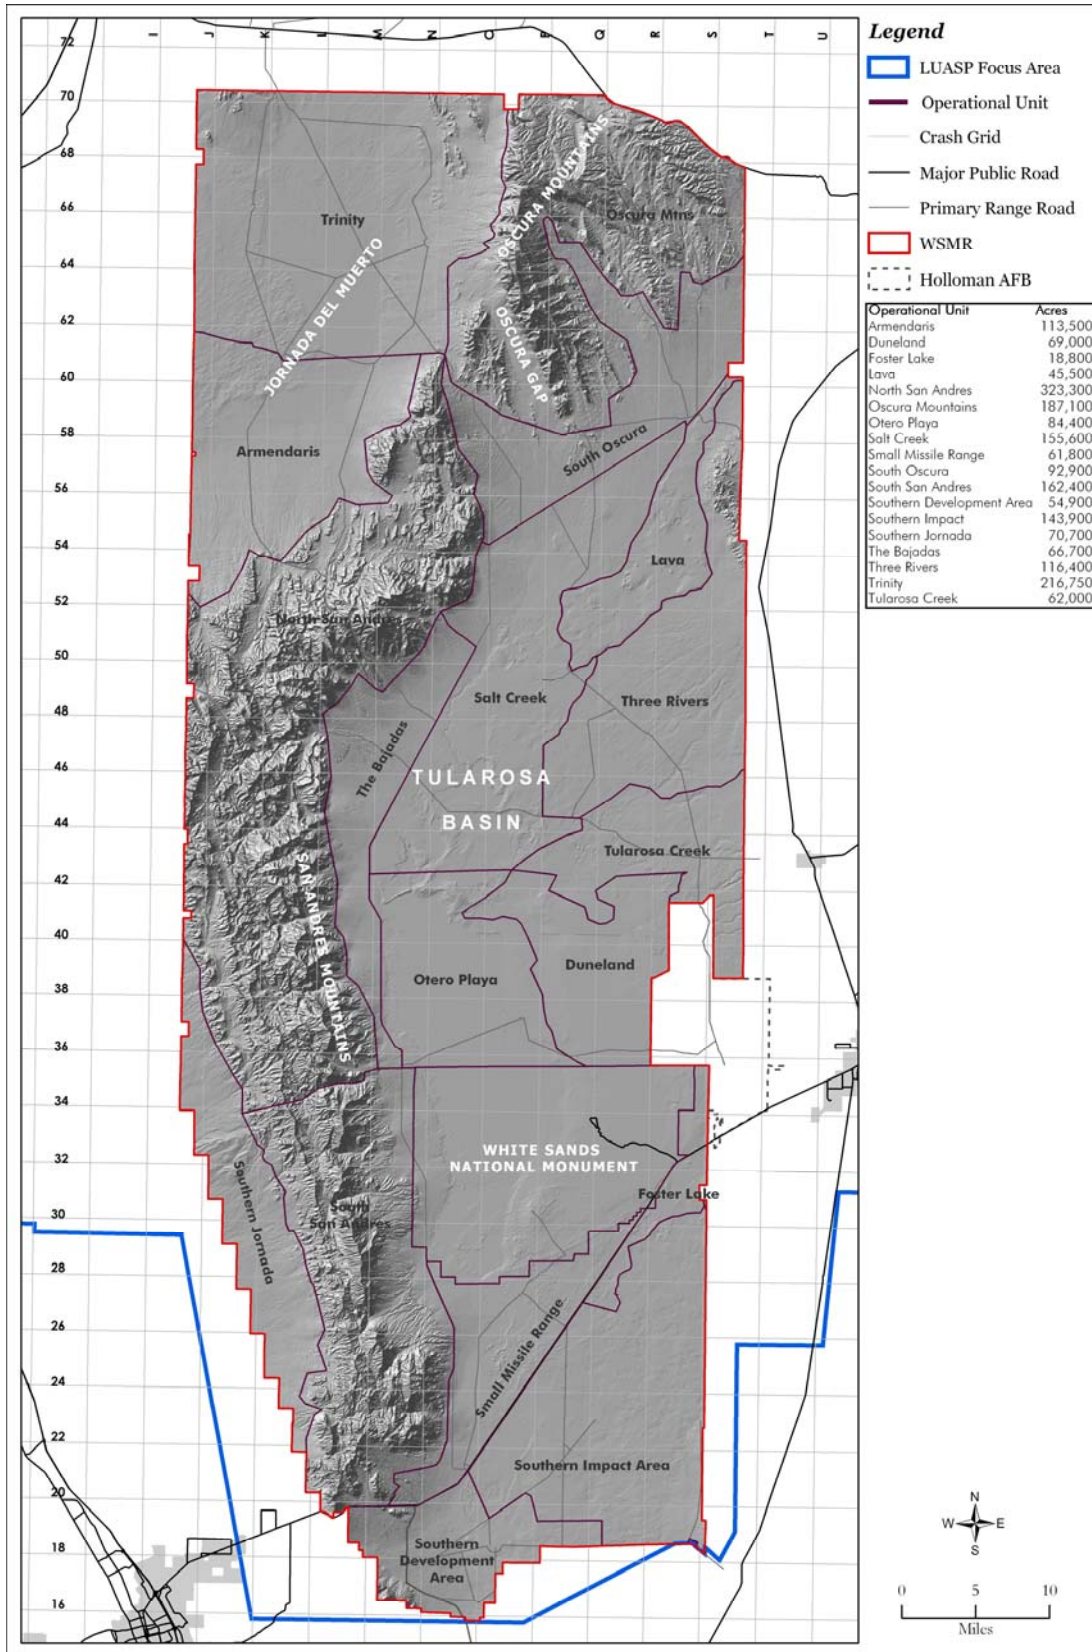 I J K L M N O P Q R S T U
72
70
68
66
64
62
60
58
56
54
52
50
48
46
44
42
40
38
36
34
32
30
28
26
24
22
20
18
16
Trinity
OSCURA MOUNTAINS
Oscura Mtns
JORNADA DEL MUERTO
OSCURA GAP
Armendaris
South Oscura
Lava
North San Andres
Salt Creek
Three Rivers
The Bajadas
TULAROSA
BASIN
Tularosa Creek
SAN ANDRES MOUNTAINS
Otero Playa
Duneland
WHITE SANDS
NATIONAL MONUMENT
Foster Lake
Southern Jornada
South
San Andres
Small Missile Range
Southern Impact Area
Southern
Development
Area
Legend
LUASP Focus Area
Operational Unit
Crash Grid
Major Public Road
Primary Range Road
WSMR
Holloman AFB
Operational Unit Acres
Armendaris 113,500
Duneland 69,000
Foster Lake 18,800
Lava 45,500
North San Andres 323,300
Oscura Mountains 187,100
Otero Playa 84,400
Salt Creek 155,600
Small Missile Range 61,800
South Oscura 92,900
South San Andres 162,400
Southern Development Area 54,900
Southern Impact 143,900
Southern Jornada 70,700
The Bajadas 66,700
Three Rivers 116,400
Trinity 216,750
Tularosa Creek 62,000
N
W E
S
0 5 10
Miles